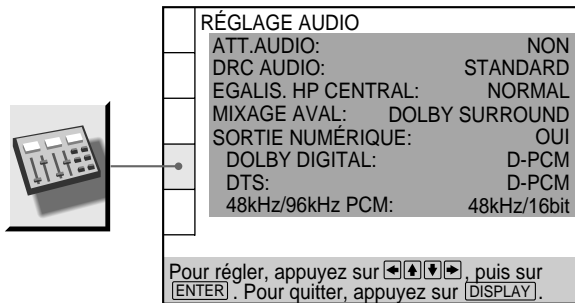 RÉGLAGE AUDIO
ATT.AUDIO: NON
DRC AUDIO: STANDARD
EGALIS. HP CENTRAL: NORMAL
MIXAGE AVAL: DOLBY SURROUND
SORTIE NUMÉRIQUE: OUI
DOLBY DIGITAL: D-PCM
DTS: D-PCM
48kHz/96kHz PCM: 48kHz/16bit
Pour régler, appuyez sur ←↑↓→, puis sur
ENTER. Pour quitter, appuyez sur DISPLAY.